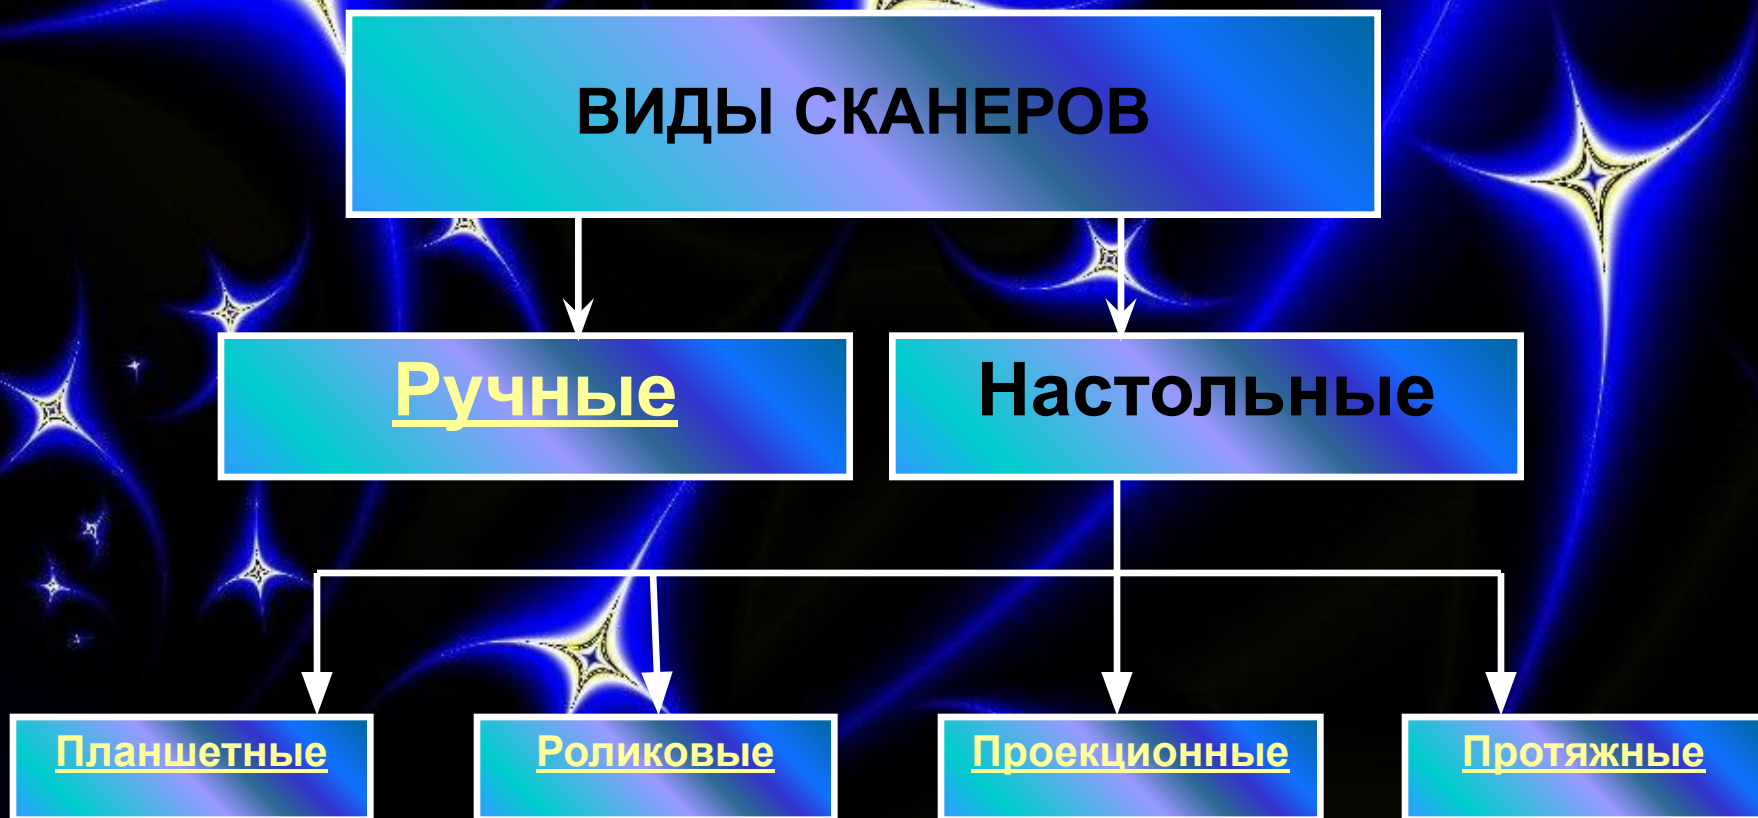 ВИДЫ СКАНЕРОВ
Ручные
Настольные
Планшетные
Роликовые
Проекционные
Протяжные